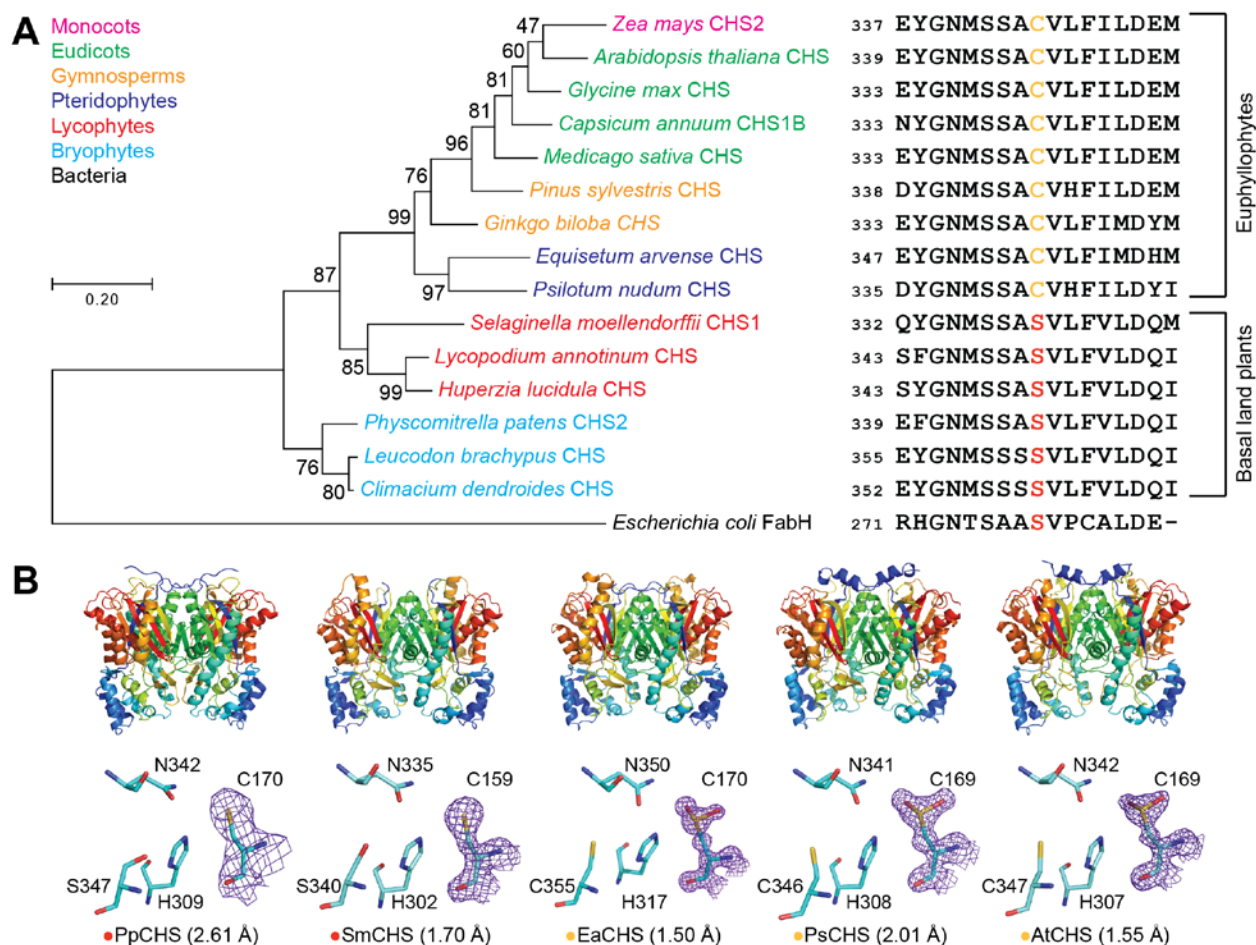 A
Monocots
Eudicots
Gymnosperms
Pteridophytes
Lycophytes
Bryophytes
Bacteria
0.20
47
60
81
81
96
76
99
97
87
85
99
76
80
Zea mays CHS2 337 EYGNMSSACVLFILDEM
Arabidopsis thaliana CHS 339 EYGNMSSACVLFILDEM
Glycine max CHS 333 EYGNMSSACVLFILDEM
Capsicum annuum CHS1B 333 NYGNMSSACVLFILDEM
Medicago sativa CHS 333 EYGNMSSACVLFILDEM
Pinus sylvestris CHS 338 DYGNMSSACVHFILDEM
Ginkgo biloba CHS 333 EYGNMSSACVLFIMDYM
Equisetum arvense CHS 347 EYGNMSSACVLFIMDHM
Psilotum nudum CHS 335 DYGNMSSACVHFILDYI
Selaginella moellendorffii CHS1 332 QYGNMSSASVLFVLDQM
Lycopodium annotinum CHS 343 SFGNMSSASVLFVLDQI
Huperzia lucidula CHS 343 SYGNMSSASVLFVLDQI
Physcomitrella patens CHS2 339 EFGNMSSASVLFVLDQI
Leucodon brachypus CHS 355 EYGNMSSSSVLFVLDQI
Climacium dendroides CHS 352 EYGNMSSSSVLFVLDQI
Escherichia coli FabH 271 RHGNTSAASVPCALDE-
Euphyllophytes
Basal land plants
B
N342 C170 N335 C159 N350 C170 N341 C169 N342 C169
S347 H309 S340 H302 C355 H317 C346 H308 C347 H307
PpCHS (2.61 Å) SmCHS (1.70 Å) EaCHS (1.50 Å) PsCHS (2.01 Å) AtCHS (1.55 Å)